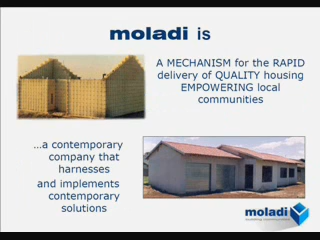 moladi is
A MECHANISM for the RAPID
delivery of QUALITY housing
EMPOWERING local
communities
…a contemporary
company that
harnesses
and implements
contemporary
solutions
moladi